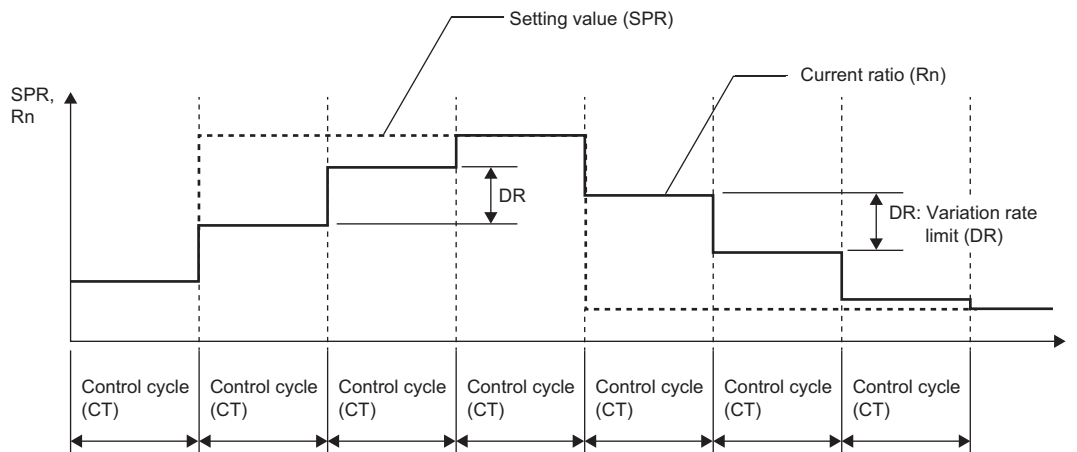 Setting value (SPR)
Current ratio (Rn)
SPR,
Rn
DR
DR: Variation rate
limit (DR)
Control cycle
(CT)
Control cycle
(CT)
Control cycle
(CT)
Control cycle
(CT)
Control cycle
(CT)
Control cycle
(CT)
Control cycle
(CT)